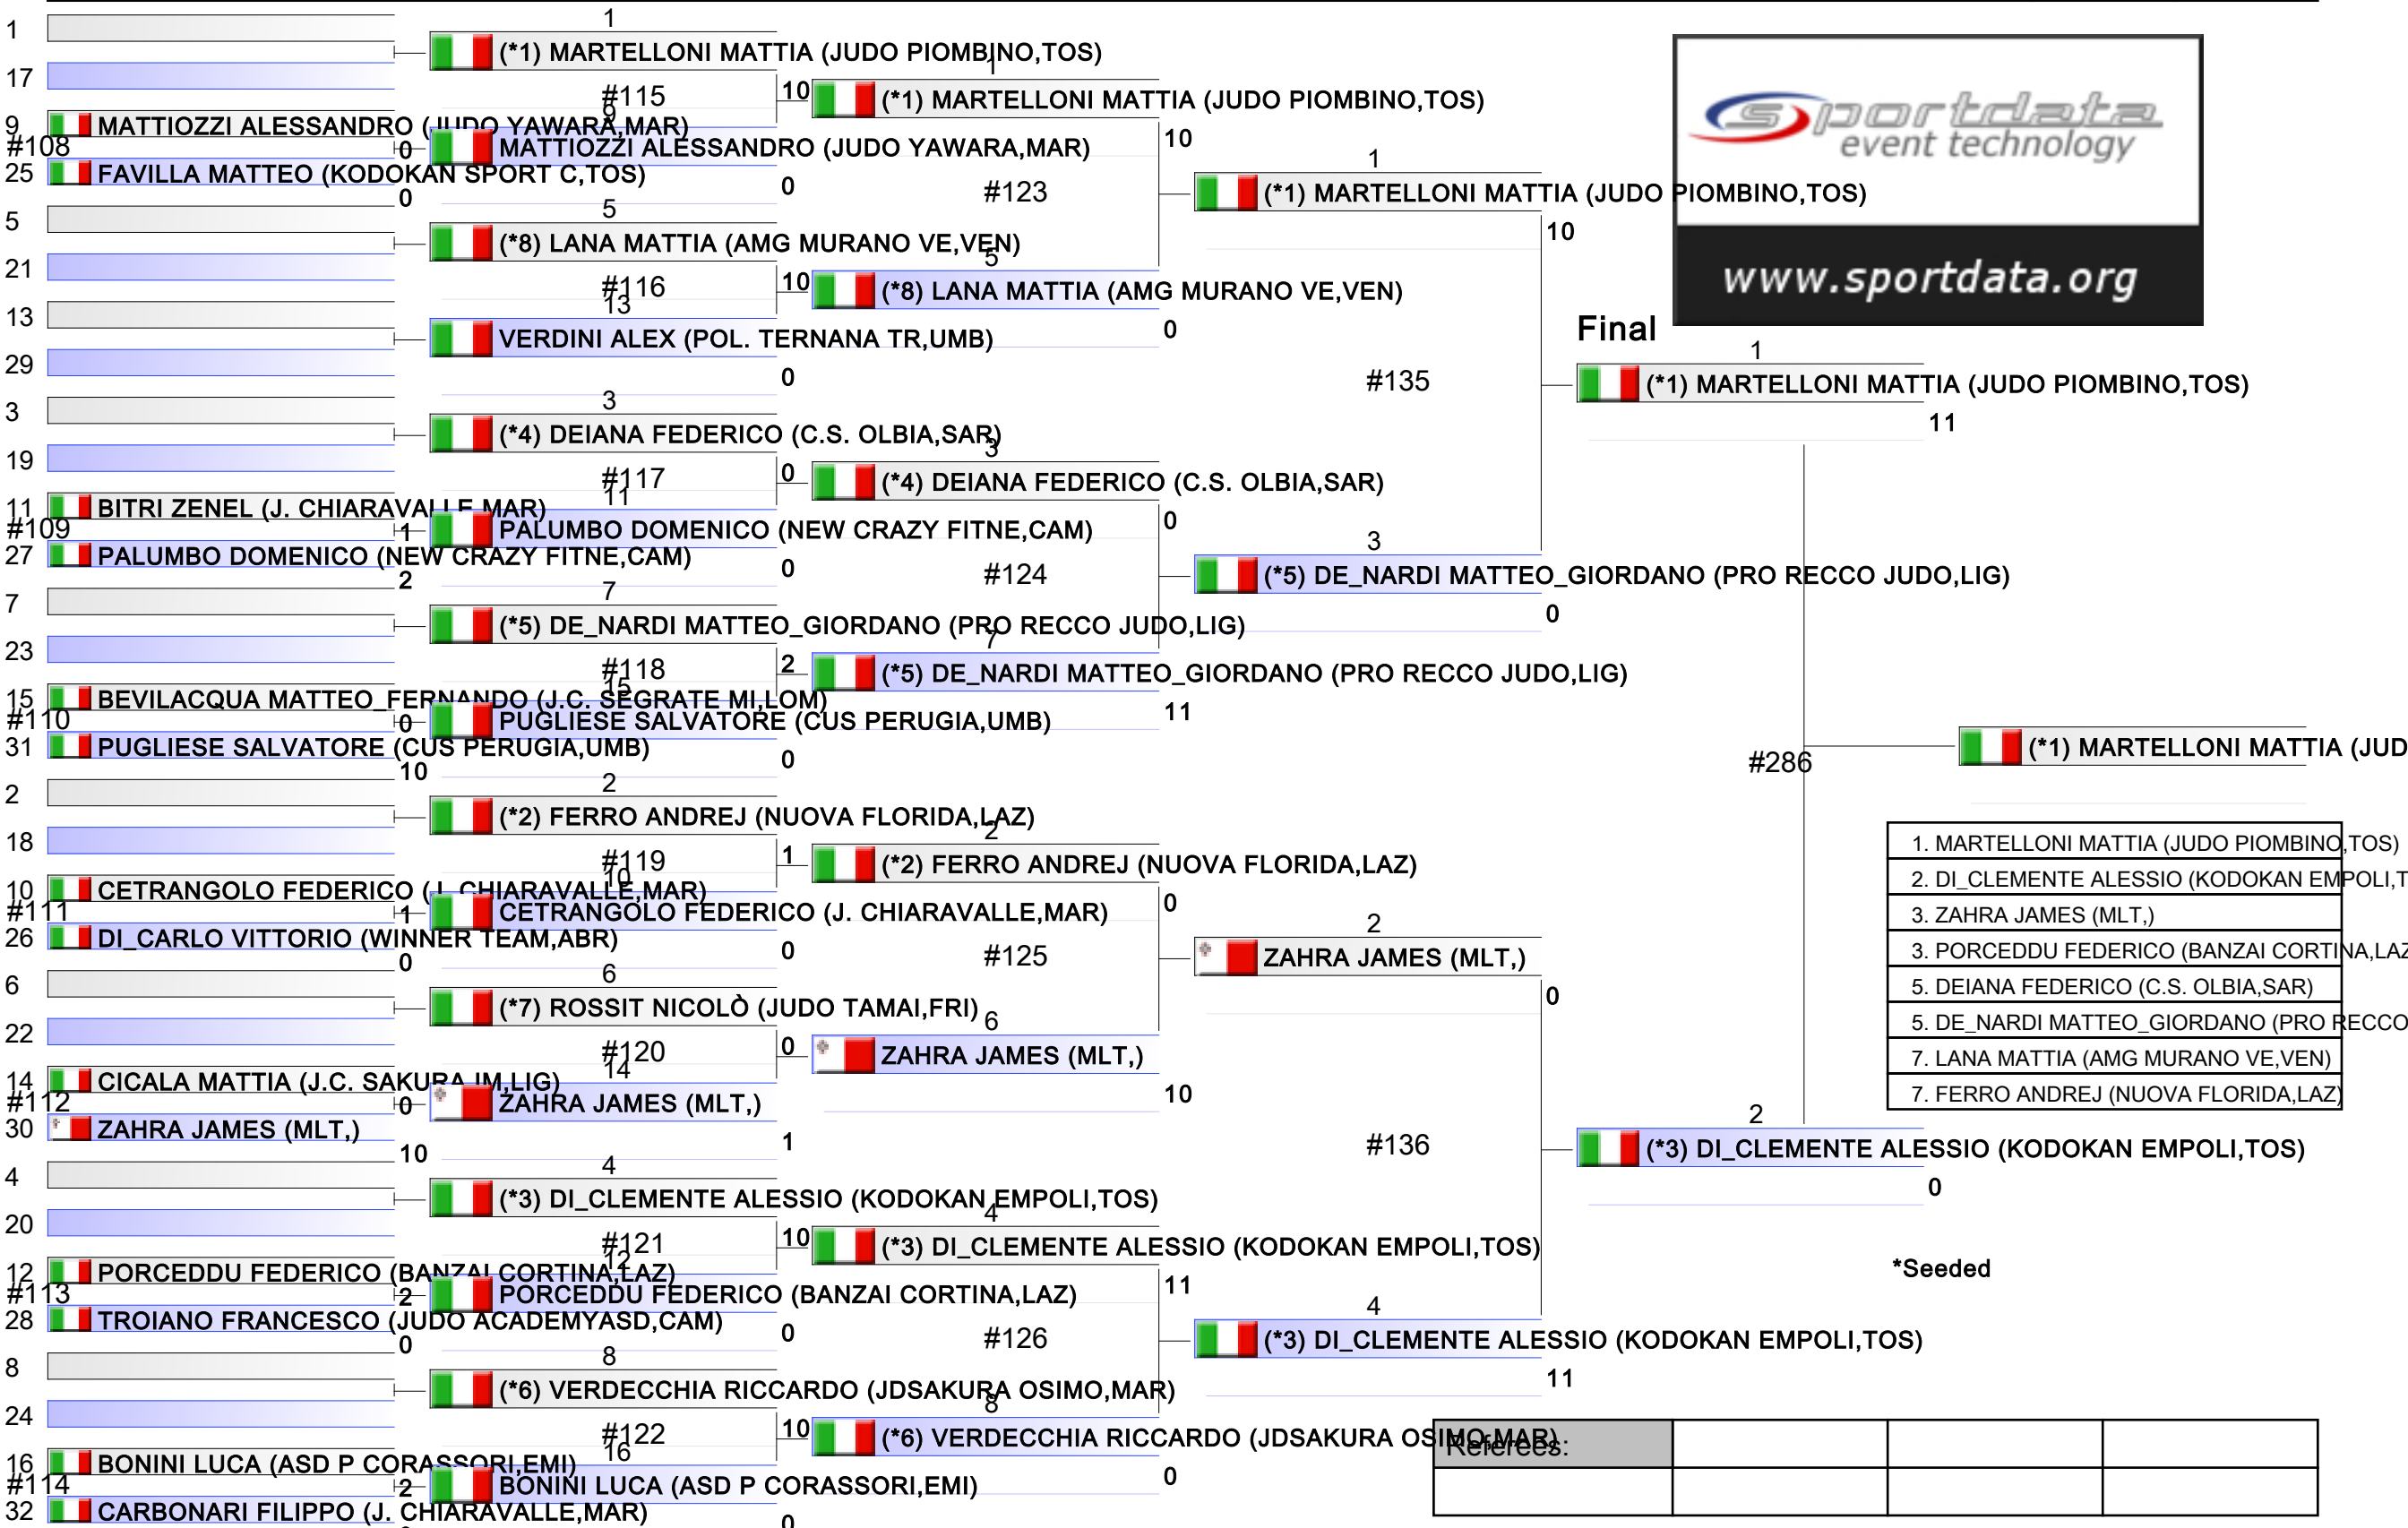 1
17
9
MATTIOZZI ALESSANDRO (JUDO YAWARA,MAR)
0
#108
25
FAVILLA MATTEO (KODOKAN SPORT C,TOS)
0
5
21
13
29
3
19
11
BITRI ZENEL (J. CHIARAVALLE,MAR)
1
#109
27
PALUMBO DOMENICO (NEW CRAZY FITNE,CAM)
2
7
23
15
BEVILACQUA MATTEO_FERNANDO (J.C. SEGRATE MI,LOM)
0
#110
31
PUGLIESE SALVATORE (CUS PERUGIA,UMB)
10
2
18
10
CETRANGOLO FEDERICO (J. CHIARAVALLE,MAR)
1
#111
26
DI_CARLO VITTORIO (WINNER TEAM,ABR)
0
6
22
14
CICALA MATTIA (J.C. SAKURA IM,LIG)
0
#112
30
ZAHRA JAMES (MLT,)
10
4
20
12
PORCEDDU FEDERICO (BANZAI CORTINA,LAZ)
2
#113
28
TROIANO FRANCESCO (JUDO ACADEMYASD,CAM)
0
8
24
16
BONINI LUCA (ASD P CORASSORI,EMI)
2
#114
32
CARBONARI FILIPPO (J. CHIARAVALLE,MAR)
1
(*1) MARTELLONI MATTIA (JUDO PIOMBINO,TOS)
10
#115
9
MATTIOZZI ALESSANDRO (JUDO YAWARA,MAR)
0
5
(*8) LANA MATTIA (AMG MURANO VE,VEN)
10
#116
13
VERDINI ALEX (POL. TERNANA TR,UMB)
0
3
(*4) DEIANA FEDERICO (C.S. OLBIA,SAR)
0
#117
11
PALUMBO DOMENICO (NEW CRAZY FITNE,CAM)
0
7
(*5) DE_NARDI MATTEO_GIORDANO (PRO RECCO JUDO,LIG)
2
#118
15
PUGLIESE SALVATORE (CUS PERUGIA,UMB)
0
2
(*2) FERRO ANDREJ (NUOVA FLORIDA,LAZ)
1
#119
10
CETRANGOLO FEDERICO (J. CHIARAVALLE,MAR)
0
6
(*7) ROSSIT NICOLÒ (JUDO TAMAI,FRI)
0
#120
14
ZAHRA JAMES (MLT,)
1
4
(*3) DI_CLEMENTE ALESSIO (KODOKAN EMPOLI,TOS)
10
#121
12
PORCEDDU FEDERICO (BANZAI CORTINA,LAZ)
0
8
(*6) VERDECCHIA RICCARDO (JDSAKURA OSIMO,MAR)
10
#122
16
BONINI LUCA (ASD P CORASSORI,EMI)
0
1
(*1) MARTELLONI MATTIA (JUDO PIOMBINO,TOS)
10
#123
5
(*8) LANA MATTIA (AMG MURANO VE,VEN)
0
3
(*4) DEIANA FEDERICO (C.S. OLBIA,SAR)
0
#124
7
(*5) DE_NARDI MATTEO_GIORDANO (PRO RECCO JUDO,LIG)
11
2
(*2) FERRO ANDREJ (NUOVA FLORIDA,LAZ)
0
#125
6
ZAHRA JAMES (MLT,)
10
4
(*3) DI_CLEMENTE ALESSIO (KODOKAN EMPOLI,TOS)
11
#126
8
(*6) VERDECCHIA RICCARDO (JDSAKURA OSIMO,MAR)
0
1
(*1) MARTELLONI MATTIA (JUDO PIOMBINO,TOS)
10
#135
3
(*5) DE_NARDI MATTEO_GIORDANO (PRO RECCO JUDO,LIG)
0
2
ZAHRA JAMES (MLT,)
0
#136
4
(*3) DI_CLEMENTE ALESSIO (KODOKAN EMPOLI,TOS)
11
sportdata
event technology
www.sportdata.org
Final
1
(*1) MARTELLONI MATTIA (JUDO PIOMBINO,TOS)
11
#286
2
(*3) DI_CLEMENTE ALESSIO (KODOKAN EMPOLI,TOS)
0
(*1) MARTELLONI MATTIA (JUD
1. MARTELLONI MATTIA (JUDO PIOMBINO,TOS)
2. DI_CLEMENTE ALESSIO (KODOKAN EMPOLI,T
3. ZAHRA JAMES (MLT,)
3. PORCEDDU FEDERICO (BANZAI CORTINA,LAZ
5. DEIANA FEDERICO (C.S. OLBIA,SAR)
5. DE_NARDI MATTEO_GIORDANO (PRO RECCO
7. LANA MATTIA (AMG MURANO VE,VEN)
7. FERRO ANDREJ (NUOVA FLORIDA,LAZ)
*Seeded
Referees: